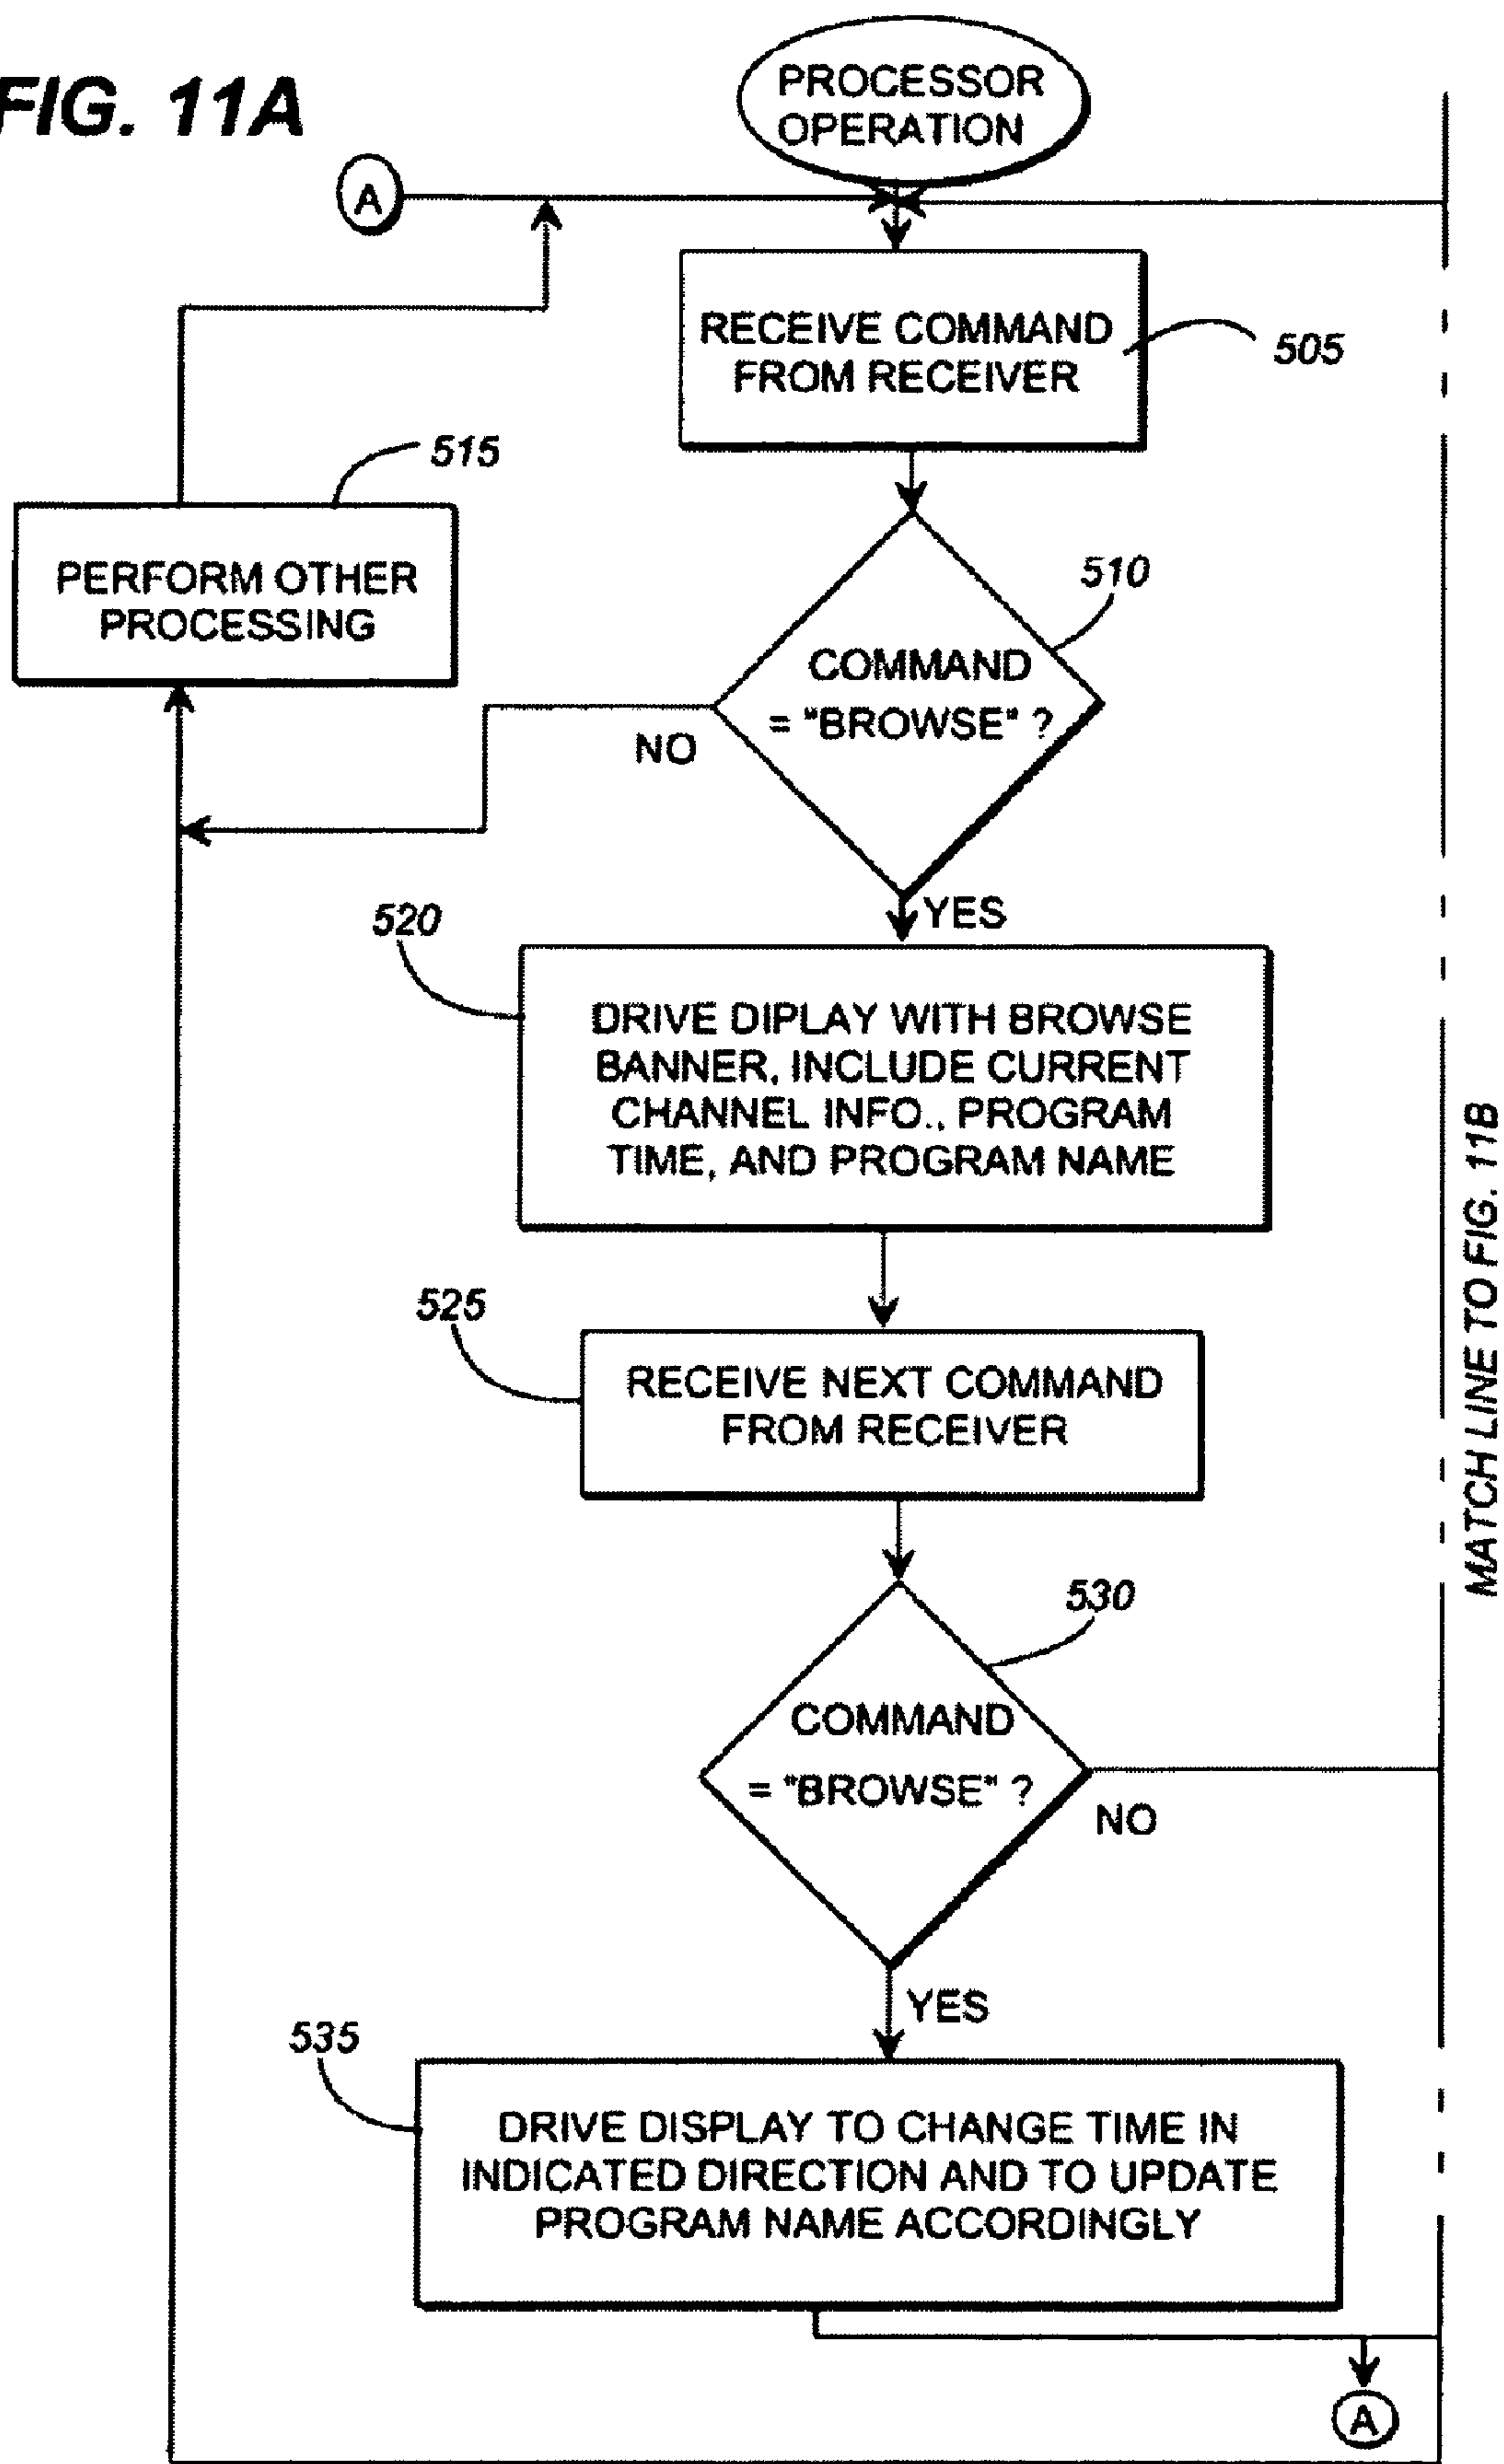 FIG. 11A
PROCESSOR
OPERATION
A
RECEIVE COMMAND
FROM RECEIVER
505
515
PERFORM OTHER
PROCESSING
510
COMMAND
= "BROWSE" ?
NO
YES
520
DRIVE DIPLAY WITH BROWSE
BANNER, INCLUDE CURRENT
CHANNEL INFO., PROGRAM
TIME, AND PROGRAM NAME
525
RECEIVE NEXT COMMAND
FROM RECEIVER
530
COMMAND
= "BROWSE" ?
NO
YES
535
DRIVE DISPLAY TO CHANGE TIME IN
INDICATED DIRECTION AND TO UPDATE
PROGRAM NAME ACCORDINGLY
A
MATCH LINE TO FIG. 11B